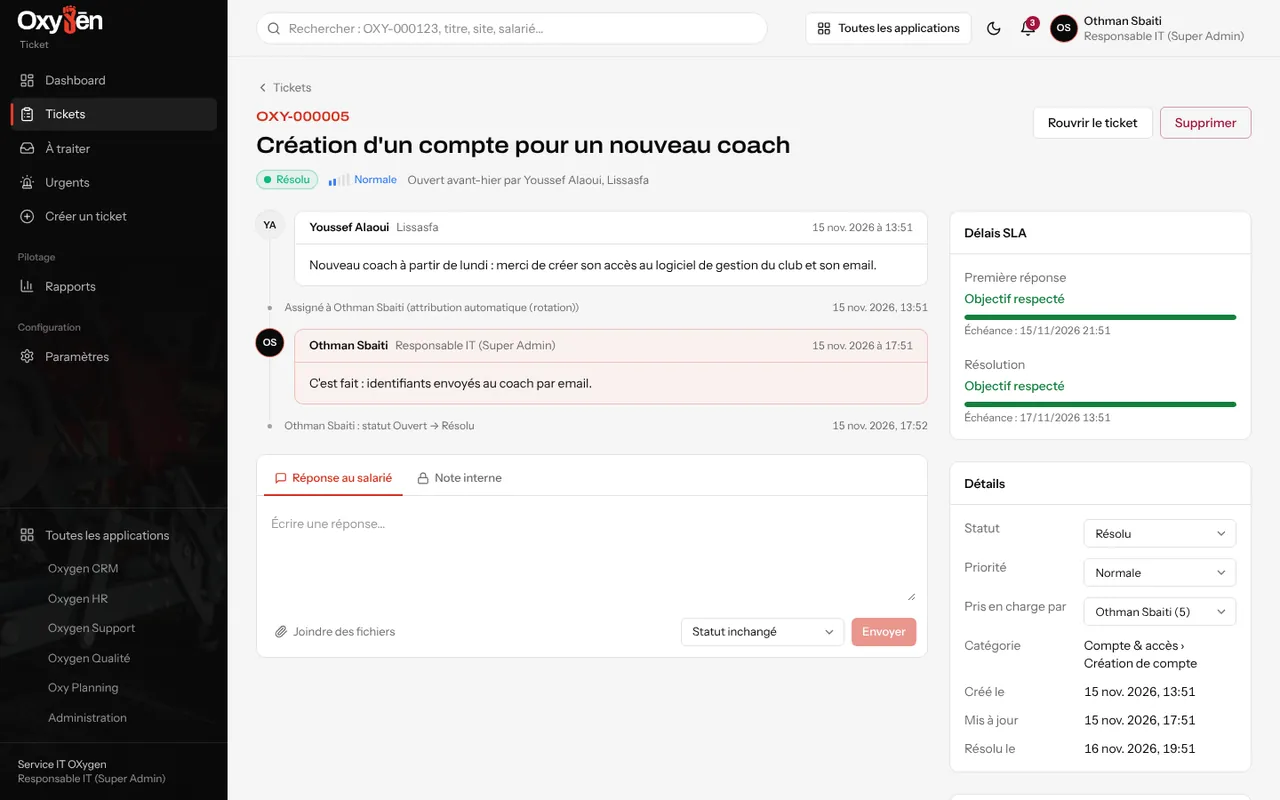 Oxygēn
Ticket
Dashboard
Tickets
À traiter
Urgents
Créer un ticket
Pilotage
Rapports
Configuration
Paramètres
Toutes les applications
Oxygen CRM
Oxygen HR
Oxygen Support
Oxygen Qualité
Oxy Planning
Administration
Service IT OXygen
Responsable IT (Super Admin)
Rechercher : OXY-000123, titre, site, salarié...
Toutes les applications
3
OS
Othman Sbaiti
Responsable IT (Super Admin)
Tickets
OXY-000005
Création d'un compte pour un nouveau coach
Rouvrir le ticket
Supprimer
Résolu
Normale
Ouvert avant-hier par Youssef Alaoui, Lissasfa
YA
Youssef Alaoui Lissasfa 15 nov. 2026 à 13:51
Nouveau coach à partir de lundi : merci de créer son accès au logiciel de gestion du club et son email.
Assigné à Othman Sbaiti (attribution automatique (rotation)) 15 nov. 2026, 13:51
OS
Othman Sbaiti Responsable IT (Super Admin) 15 nov. 2026 à 17:51
C'est fait : identifiants envoyés au coach par email.
Othman Sbaiti : statut Ouvert → Résolu 15 nov. 2026, 17:52
Réponse au salarié
Note interne
Écrire une réponse...
Joindre des fichiers
Statut inchangé
Envoyer
Délais SLA
Première réponse
Objectif respecté
Échéance : 15/11/2026 21:51
Résolution
Objectif respecté
Échéance : 17/11/2026 13:51
Détails
Statut Résolu
Priorité Normale
Pris en charge par Othman Sbaiti (5)
Catégorie Compte & accès ›
Création de compte
Créé le 15 nov. 2026, 13:51
Mis à jour 15 nov. 2026, 17:51
Résolu le 16 nov. 2026, 19:51